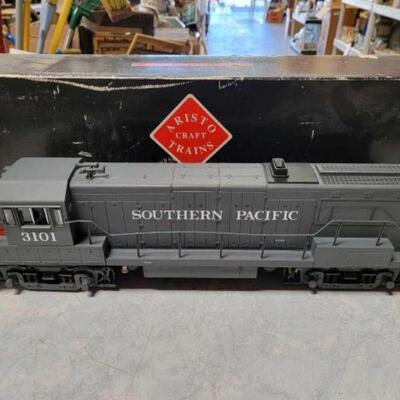 ARISTO
CRAFT
TRAINS
SOUTHERN PACIFIC
3101